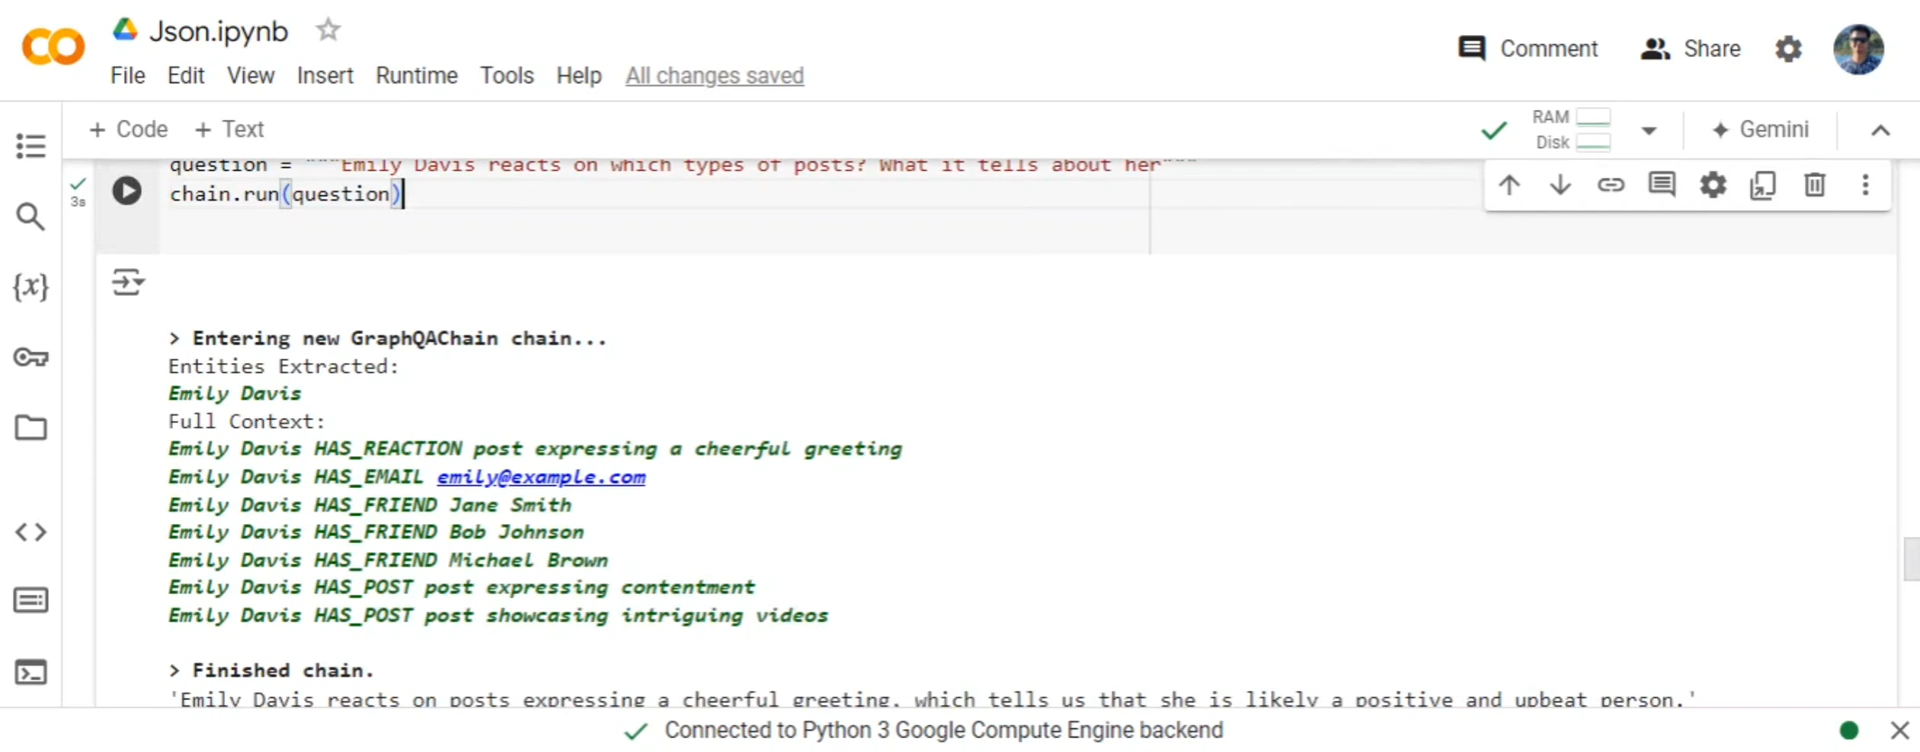 Json.ipynb
Comment
Share
File Edit View Insert Runtime Tools Help All changes saved
+ Code + Text
RAM
Disk
Gemini
question = """Emily Davis reacts on which types of posts? What it tells about her"""
chain.run(question)
3s
{x}
> Entering new GraphQAChain chain...
Entities Extracted:
Emily Davis
Full Context:
Emily Davis HAS_REACTION post expressing a cheerful greeting
Emily Davis HAS_EMAIL emily@example.com
Emily Davis HAS_FRIEND Jane Smith
Emily Davis HAS_FRIEND Bob Johnson
Emily Davis HAS_FRIEND Michael Brown
Emily Davis HAS_POST post expressing contentment
Emily Davis HAS_POST post showcasing intriguing videos
> Finished chain.
'Emily Davis reacts on posts expressing a cheerful greeting, which tells us that she is likely a positive and upbeat person.'
Connected to Python 3 Google Compute Engine backend